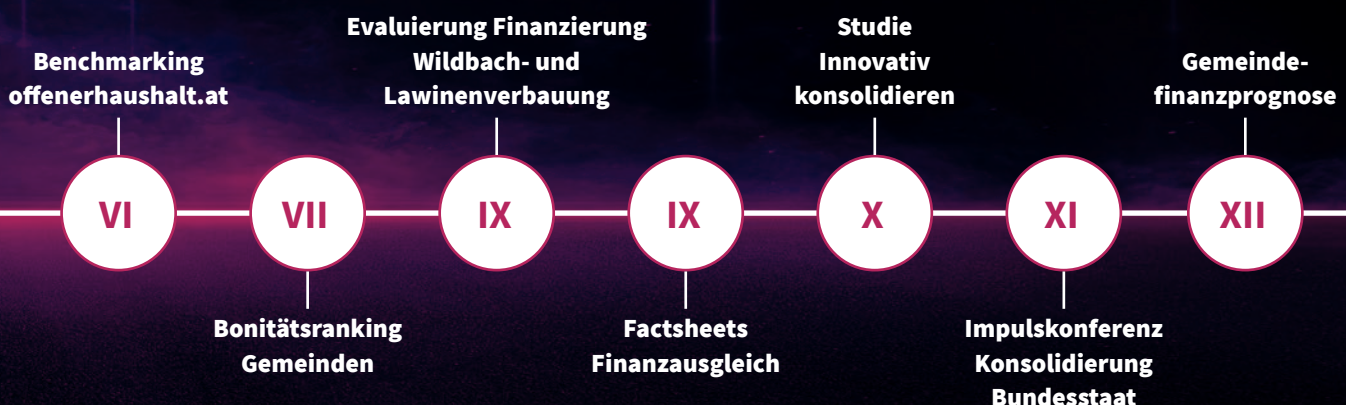 Benchmarking
offenerhaushalt.at
VI
VII
Bonitätsranking
Gemeinden
Evaluierung Finanzierung
Wildbach- und
Lawinenverbauung
IX
IX
Factsheets
Finanzausgleich
Studie
Innovativ
konsolidieren
X
XI
Impulskonferenz
Konsolidierung
Bundesstaat
Gemeinde-
finanzprognose
XII